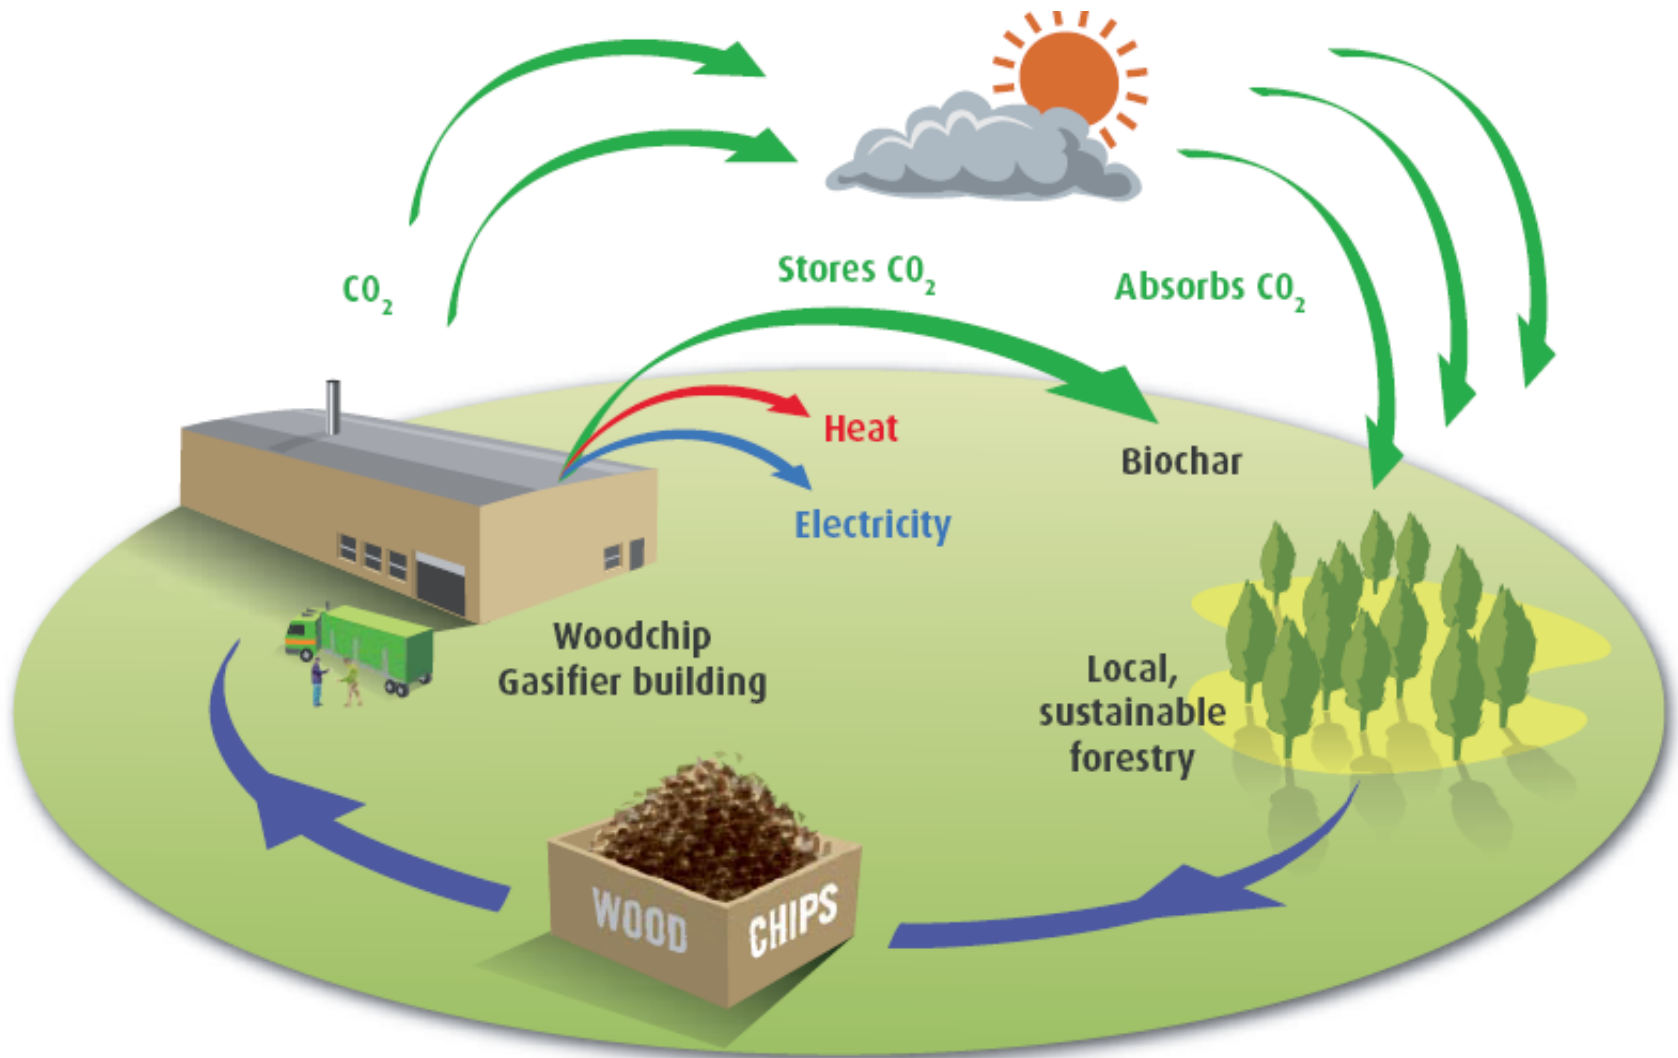 CO₂
Stores CO₂
Absorbs CO₂
Heat
Biochar
Electricity
Woodchip
Gasifier building
Local,
sustainable
forestry
WOOD CHIPS